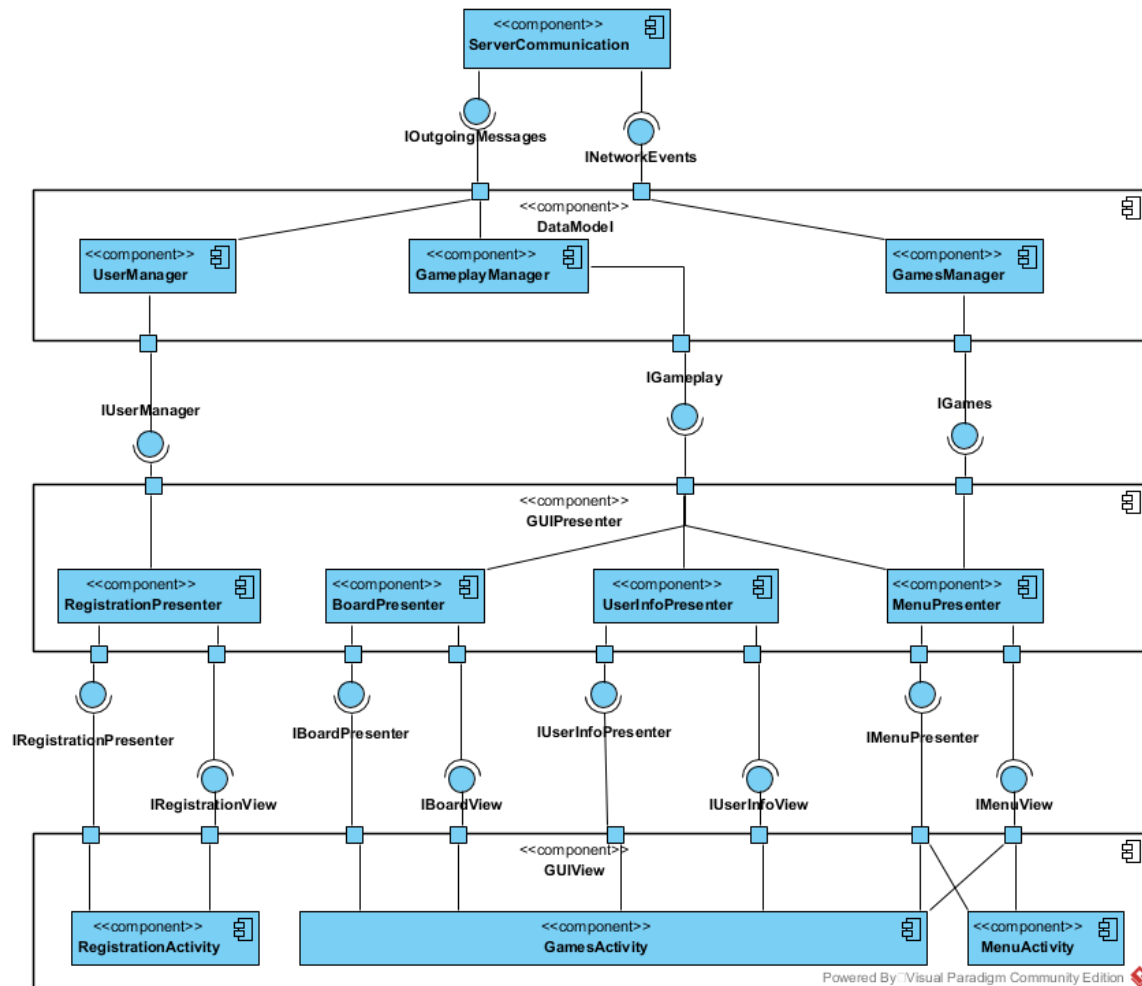 <<component>>
ServerCommunication
IOutgoingMessages
INetworkEvents
<<component>>
DataModel
<<component>>
UserManager
<<component>>
GameplayManager
<<component>>
GamesManager
IGameplay
IUserManager
IGames
<<component>>
GUIPresenter
<<component>>
RegistrationPresenter
<<component>>
BoardPresenter
<<component>>
UserInfoPresenter
<<component>>
MenuPresenter
IRegistrationPresenter
IBoardPresenter
IUserInfoPresenter
IMenuPresenter
IRegistrationView
IBoardView
IUserInfoView
IMenuView
<<component>>
GUIView
<<component>>
RegistrationActivity
<<component>>
GamesActivity
<<component>>
MenuActivity
Powered By Visual Paradigm Community Edition